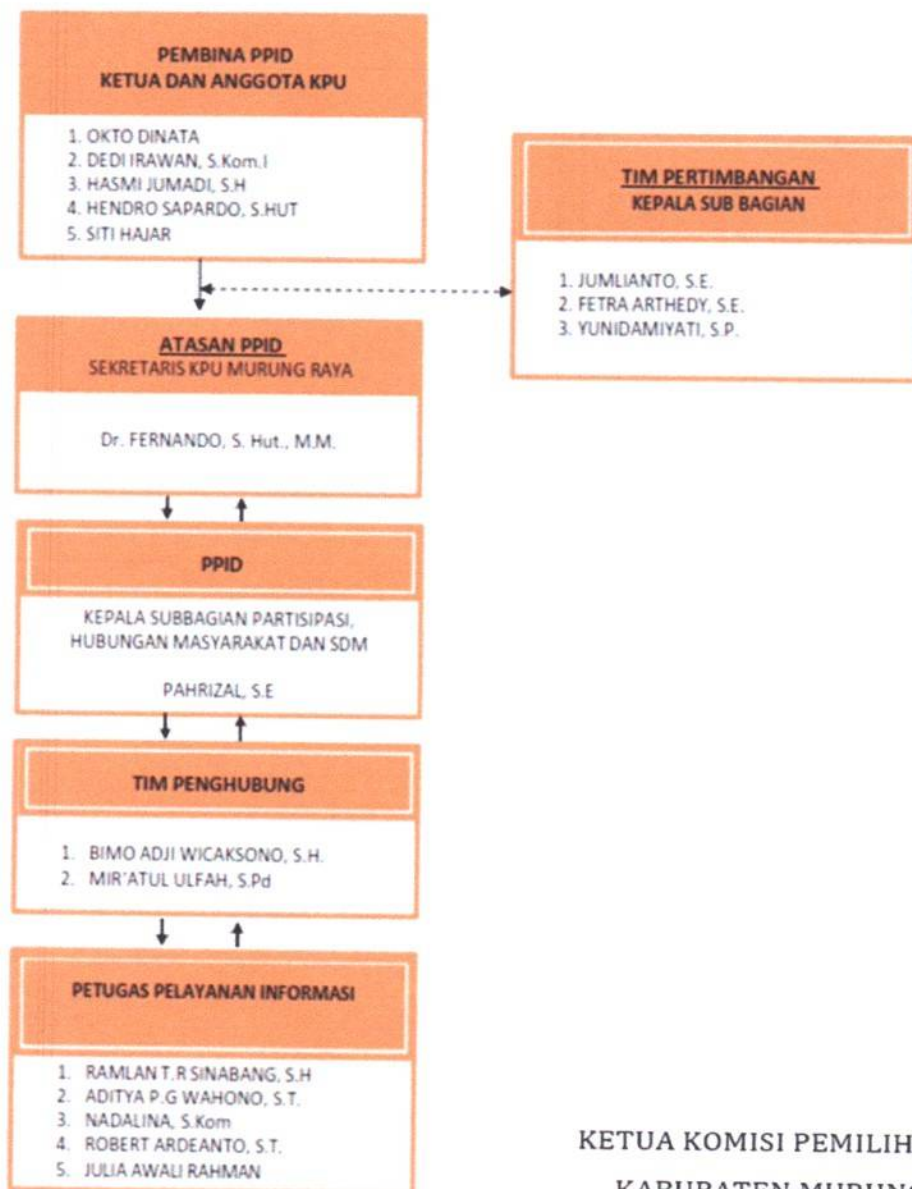 PEMBINA PPID
KETUA DAN ANGGOTA KPU
1. OKTO DINATA
2. DEDI IRAWAN, S.Kom.I
3. HASMI JUMADI, S.H
4. HENDRO SAPARDO, S.HUT
5. SITI HAJAR
TIM PERTIMBANGAN
KEPALA SUB BAGIAN
1. JUMLIANTO, S.E.
2. FETRA ARTHEDY, S.E.
3. YUNIDAMIYATI, S.P.
ATASAN PPID
SEKRETARIS KPU MURUNG RAYA
Dr. FERNANDO, S. Hut., M.M.
PPID
KEPALA SUBBAGIAN PARTISIPASI,
HUBUNGAN MASYARAKAT DAN SDM
PAHRIZAL, S.E
TIM PENGHUBUNG
1. BIMO ADJI WICAKSONO, S.H.
2. MIR'ATUL ULFAH, S.Pd
PETUGAS PELAYANAN INFORMASI
1. RAMLAN T.R SINABANG, S.H
2. ADITYA P.G WAHONO, S.T.
3. NADALINA, S.Kom
4. ROBERT ARDEANTO, S.T.
5. JULIA AWALI RAHMAN
KETUA KOMISI PEMILIH
KABUPATEN MURUNG